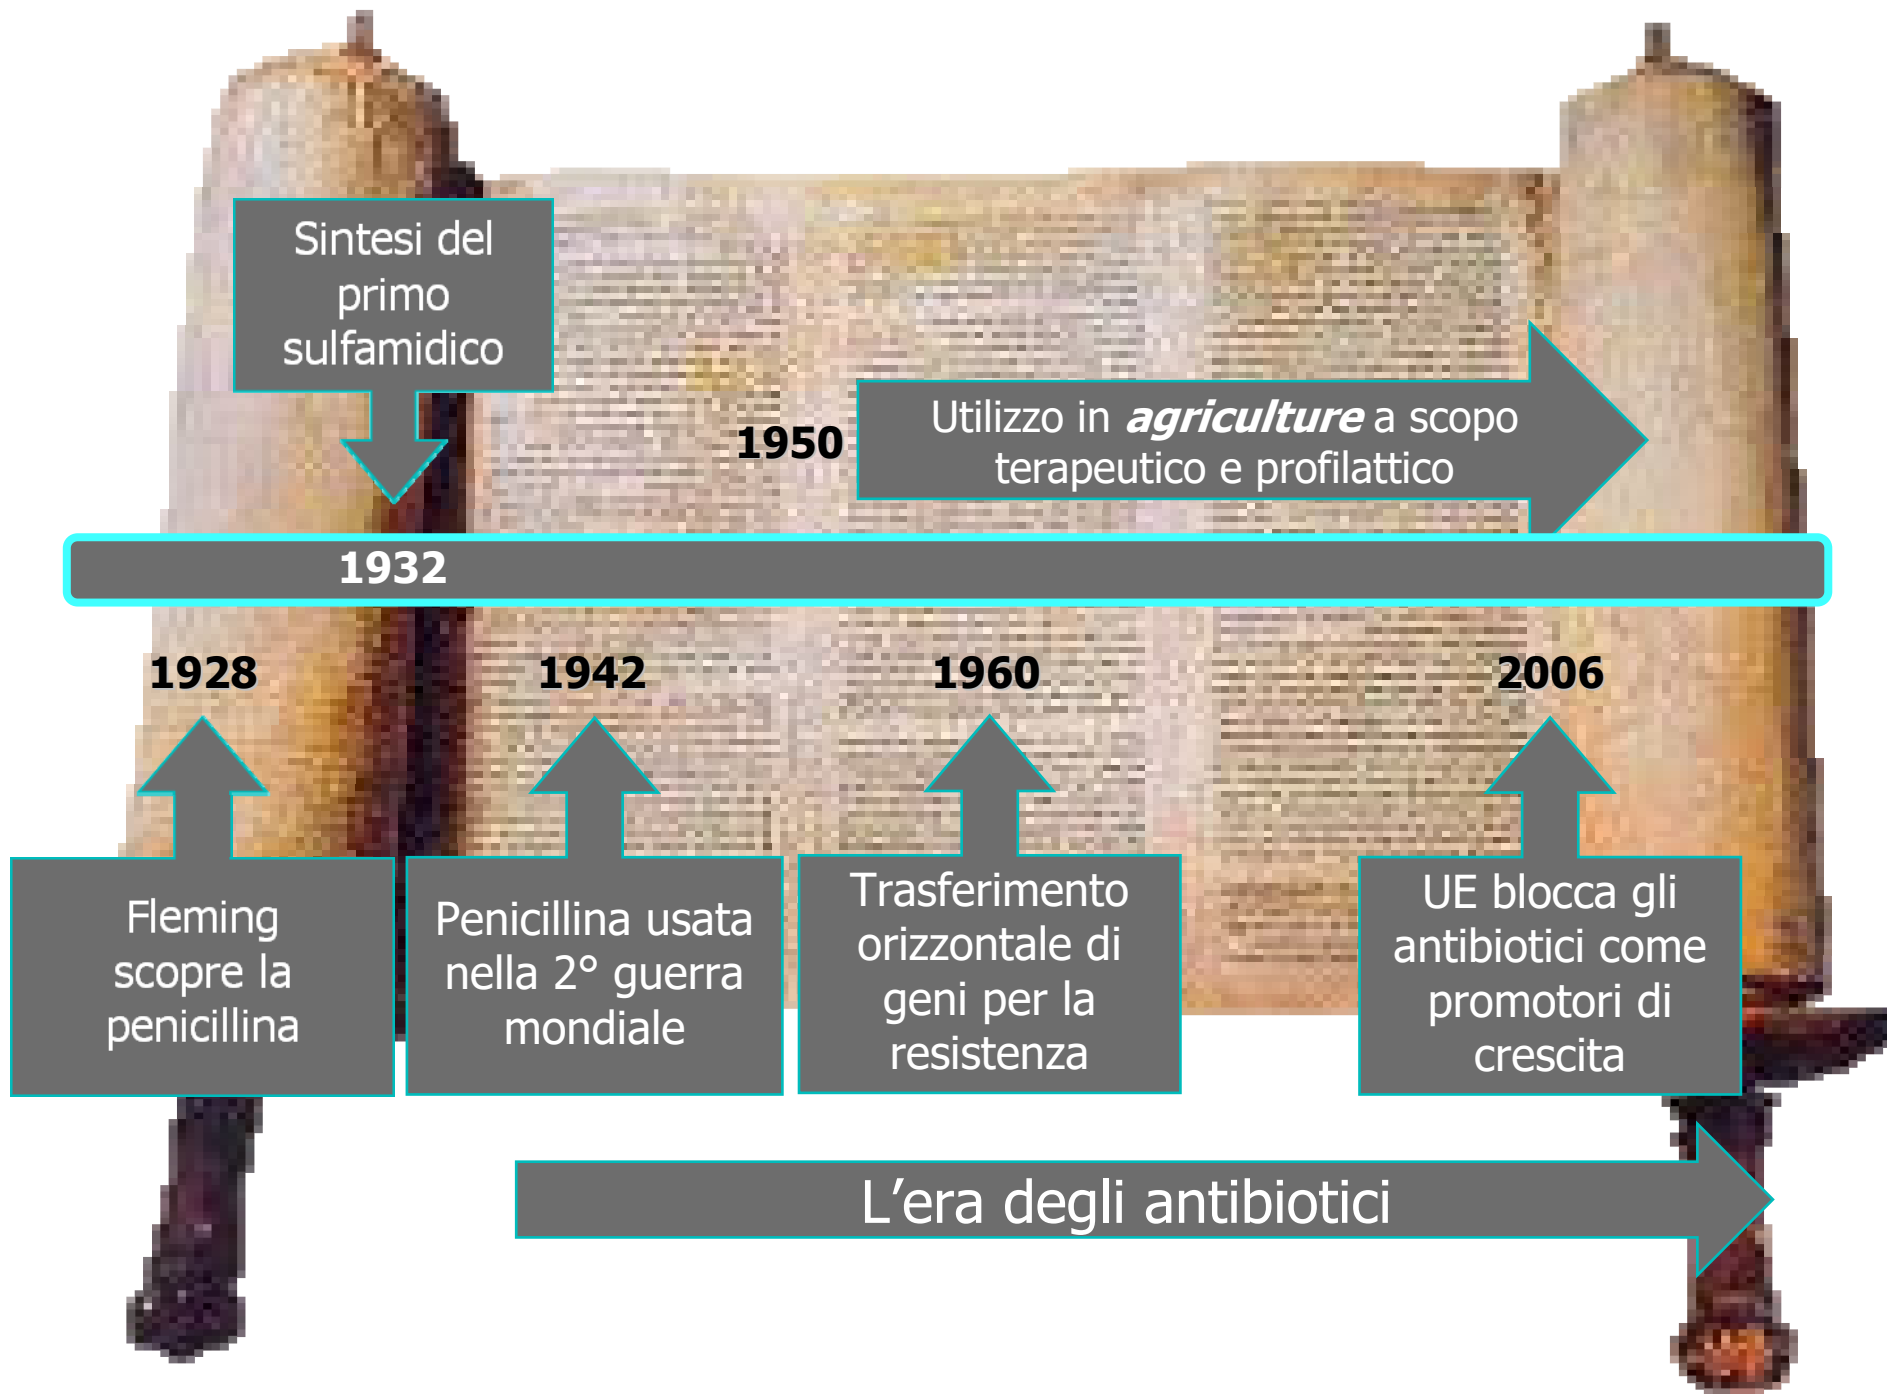 Sintesi del
primo
sulfamidico
1950
Utilizzo in agriculture a scopo
terapeutico e profilattico
1932
1928
1942
1960
2006
Fleming
scopre la
penicillina
Penicillina usata
nella 2° guerra
mondiale
Trasferimento
orizzontale di
geni per la
resistenza
UE blocca gli
antibiotici come
promotori di
crescita
L’era degli antibiotici